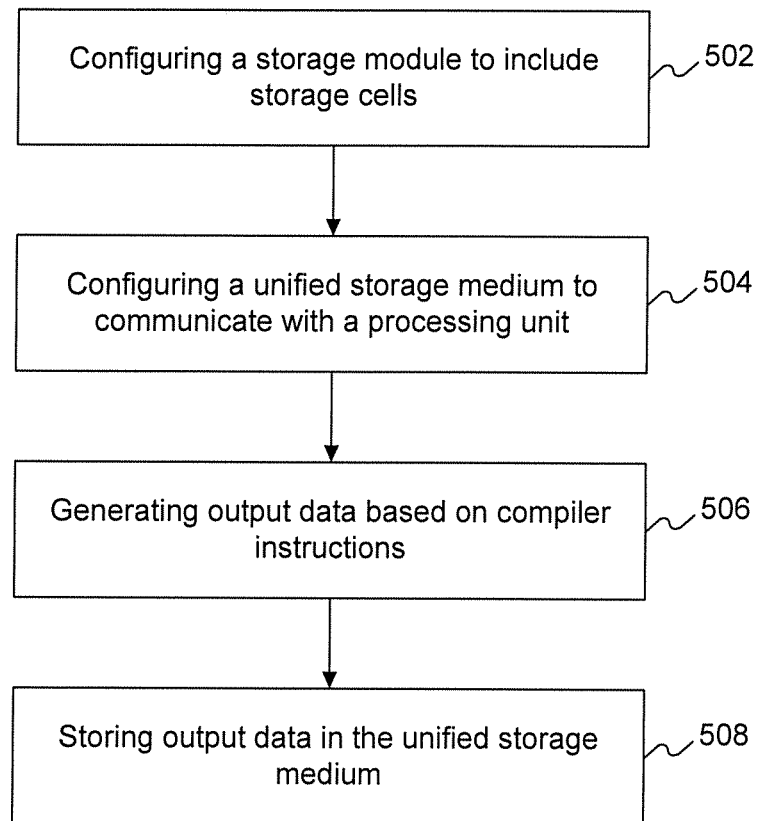 Configuring a storage module to include
storage cells
502
Configuring a unified storage medium to
communicate with a processing unit
504
Generating output data based on compiler
instructions
506
Storing output data in the unified storage
medium
508